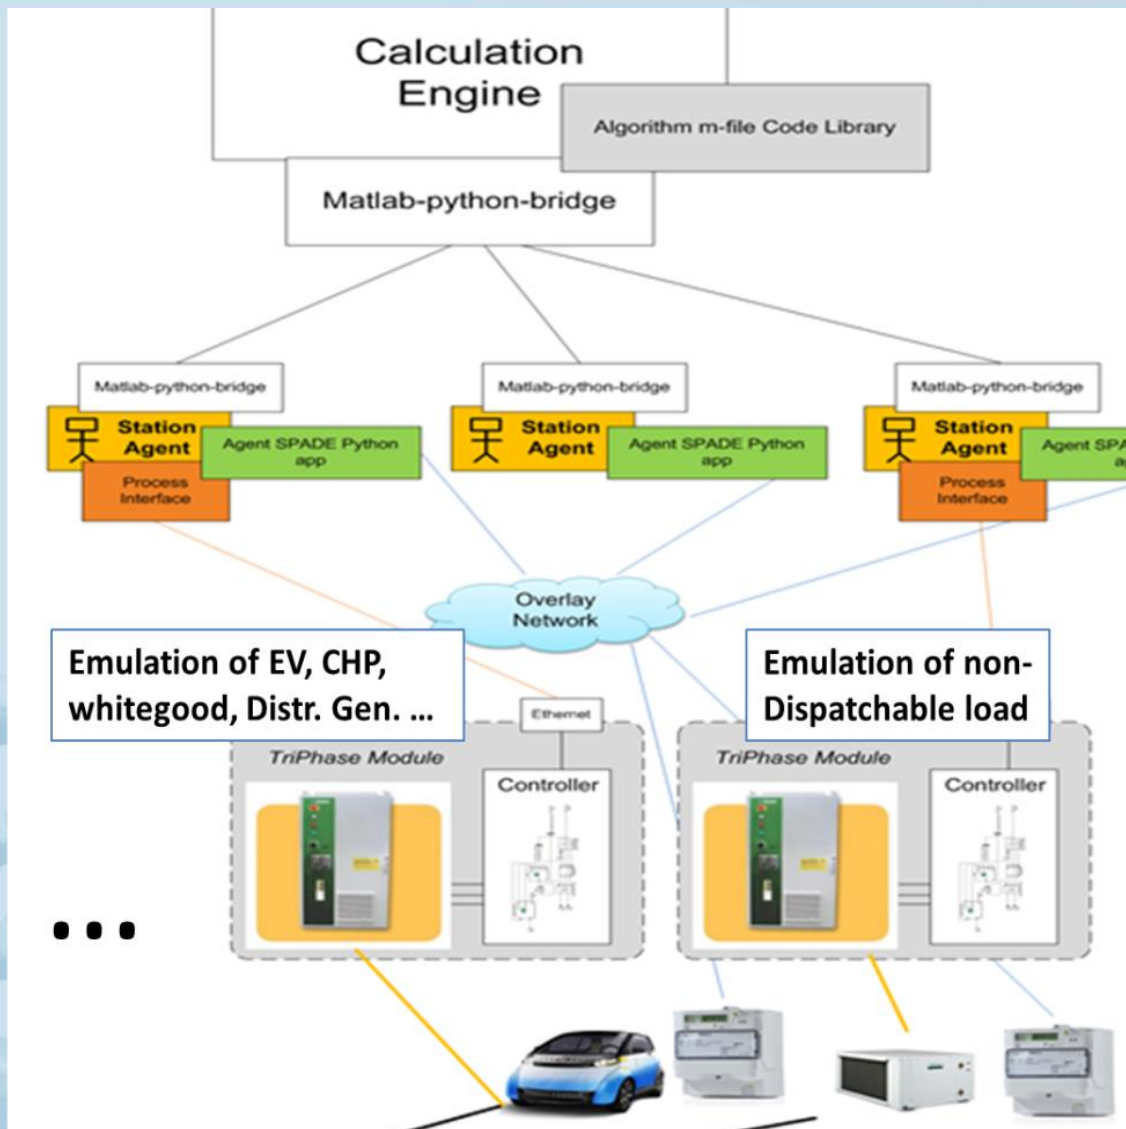 Calculation
Engine
Algorithm m-file Code Library
Matlab-python-bridge
Matlab-python-bridge
Station
Agent
Agent SPADE Python
app
Process
Interface
Matlab-python-bridge
Station
Agent
Agent SPADE Python
app
Matlab-python-bridge
Station
Agent
Agent
Process
Interface
Overlay
Network
Emulation of EV, CHP,
whitegood, Distr. Gen. ...
Emulation of non-
Dispatchable load
Ethernet
TriPhase Module
Controller
TriPhase Module
Controller
...